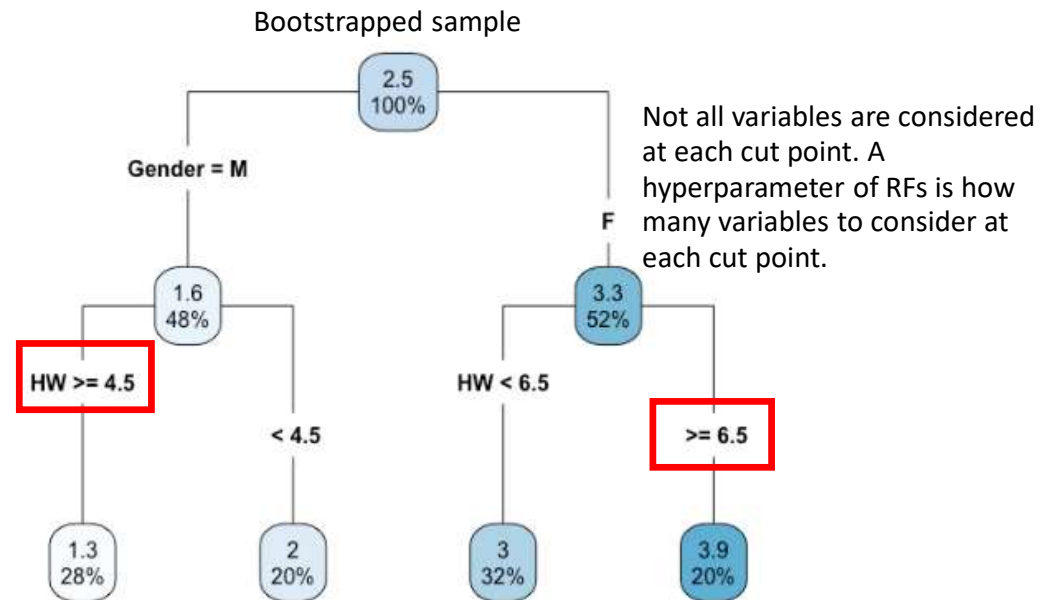 Bootstrapped sample
2.5
100%
Not all variables are considered
at each cut point. A
hyperparameter of RFs is how
many variables to consider at
each cut point.
Gender = M
F
1.6
48%
3.3
52%
HW >= 4.5
< 4.5
HW < 6.5
>= 6.5
1.3
28%
2
20%
3
32%
3.9
20%